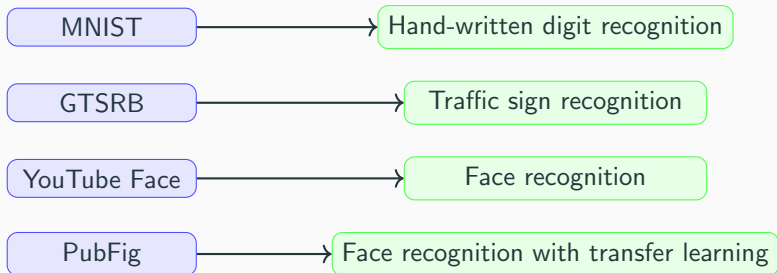 MNIST
Hand-written digit recognition
GTSRB
Traffic sign recognition
YouTube Face
Face recognition
PubFig
Face recognition with transfer learning